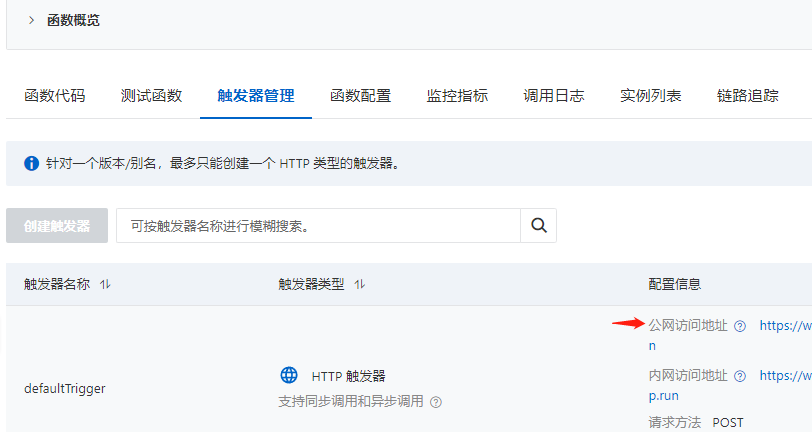 函数概览
函数代码 测试函数 触发器管理 函数配置 监控指标 调用日志 实例列表 链路追踪
针对一个版本/别名，最多只能创建一个 HTTP 类型的触发器。
创建触发器 可按触发器名称进行模糊搜索。
触发器名称 触发器类型 配置信息
公网访问地址 https://w
n
defaultTrigger
HTTP 触发器
支持同步调用和异步调用
内网访问地址 https://w
p.run
请求方法 POST